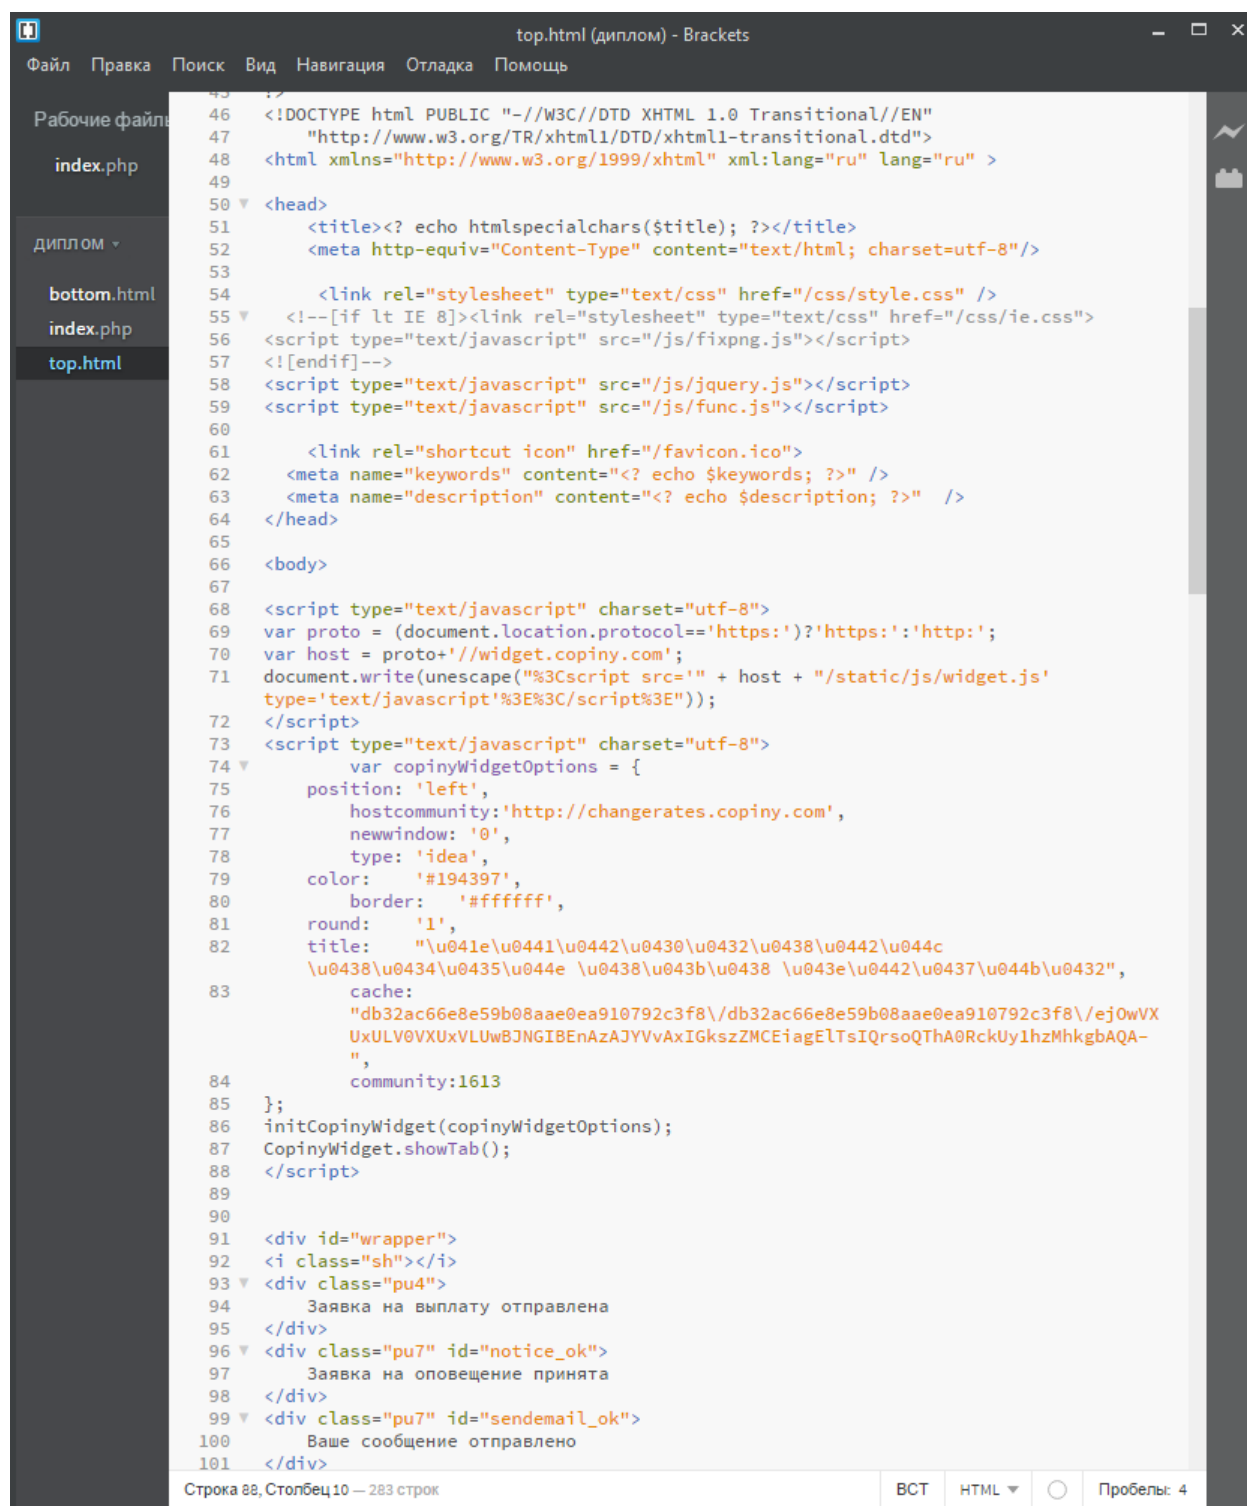 top.html (диплом) - Brackets
Файл Правка Поиск Вид Навигация Отладка Помощь
Рабочие файлы
index.php
диплом
bottom.html
index.php
top.html
45 ?>
46 <!DOCTYPE html PUBLIC "-//W3C//DTD XHTML 1.0 Transitional//EN"
47 "http://www.w3.org/TR/xhtml1/DTD/xhtml1-transitional.dtd">
48 <html xmlns="http://www.w3.org/1999/xhtml" xml:lang="ru" lang="ru" >
49
50 <head>
51 <title><? echo htmlspecialchars($title); ?></title>
52 <meta http-equiv="Content-Type" content="text/html; charset=utf-8"/>
53
54 <link rel="stylesheet" type="text/css" href="/css/style.css" />
55 <!--[if lt IE 8]><link rel="stylesheet" type="text/css" href="/css/ie.css">
56 <script type="text/javascript" src="/js/fixpng.js"></script>
57 <![endif]-->
58 <script type="text/javascript" src="/js/jquery.js"></script>
59 <script type="text/javascript" src="/js/func.js"></script>
60
61 <link rel="shortcut icon" href="/favicon.ico">
62 <meta name="keywords" content="<? echo $keywords; ?>" />
63 <meta name="description" content="<? echo $description; ?>" />
64 </head>
65
66 <body>
67
68 <script type="text/javascript" charset="utf-8">
69 var proto = (document.location.protocol=='https:')?'https:':'http:';
70 var host = proto+'//widget.copiny.com';
71 document.write(unescape("%3Cscript src='" + host + "/static/js/widget.js'
type='text/javascript'%3E%3C/script%3E"));
72 </script>
73 <script type="text/javascript" charset="utf-8">
74 var copinyWidgetOptions = {
75 position: 'left',
76 hostcommunity:'http://changerates.copiny.com',
77 newwindow: '0',
78 type: 'idea',
79 color: '#194397',
80 border: '#ffffff',
81 round: '1',
82 title: "\u041e\u0441\u0442\u0430\u0432\u0438\u0442\u044c
\u0438\u0434\u0435\u044e \u0438\u043b\u0438 \u043e\u0442\u0437\u044b\u0432",
83 cache:
"db32ac66e8e59b08aae0ea910792c3f8\/db32ac66e8e59b08aae0ea910792c3f8\/ejOwVX
UxULV0VXUxVLUwBJNGIBEnAzAJYVvAxIGkszZMCEiagElTsIQrsoQThA0RckUy1hzMhkgbAQA-
",
84 community:1613
85 };
86 initCopinyWidget(copinyWidgetOptions);
87 CopinyWidget.showTab();
88 </script>
89
90
91 <div id="wrapper">
92 <i class="sh"></i>
93 <div class="pu4">
94 Заявка на выплату отправлена
95 </div>
96 <div class="pu7" id="notice_ok">
97 Заявка на оповещение принята
98 </div>
99 <div class="pu7" id="sendemail_ok">
100 Ваше сообщение отправлено
101 </div>
Строка 88, Столбец 10 — 283 строк ВСТ HTML Пробелы: 4